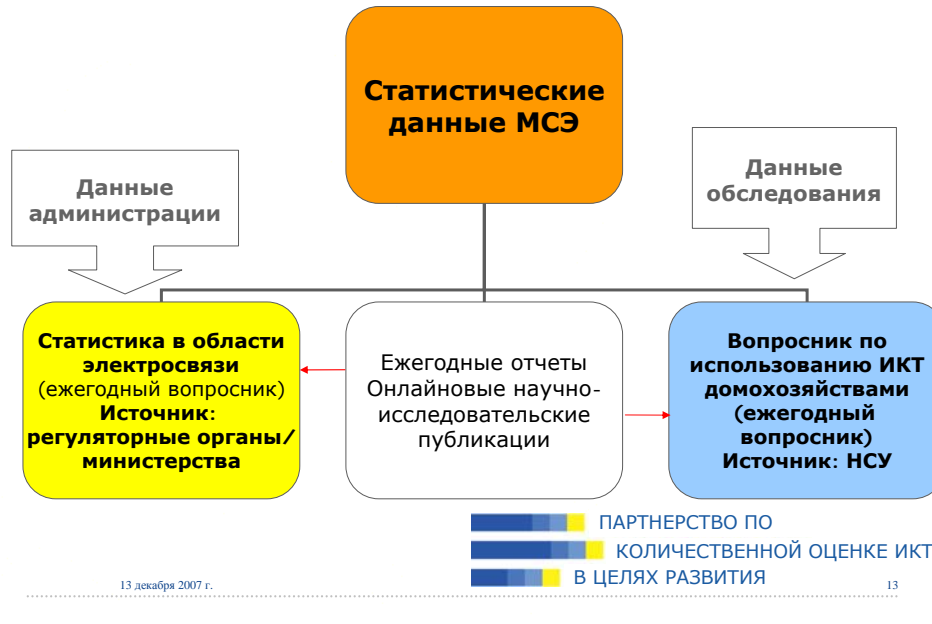 Статистические
данные МСЭ
Данные
администрации
Данные
обследования
Статистика в области
электросвязи
(ежегодный вопросник)
Источник:
регуляторные органы/
министерства
Ежегодные отчеты
Онлайновые научно-
исследовательские
публикации
Вопросник по
использованию ИКТ
домохозяйствами
(ежегодный
вопросник)
Источник: НСУ
ПАРТНЕРСТВО ПО
КОЛИЧЕСТВЕННОЙ ОЦЕНКЕ ИКТ
В ЦЕЛЯХ РАЗВИТИЯ
13 декабря 2007 г.
13